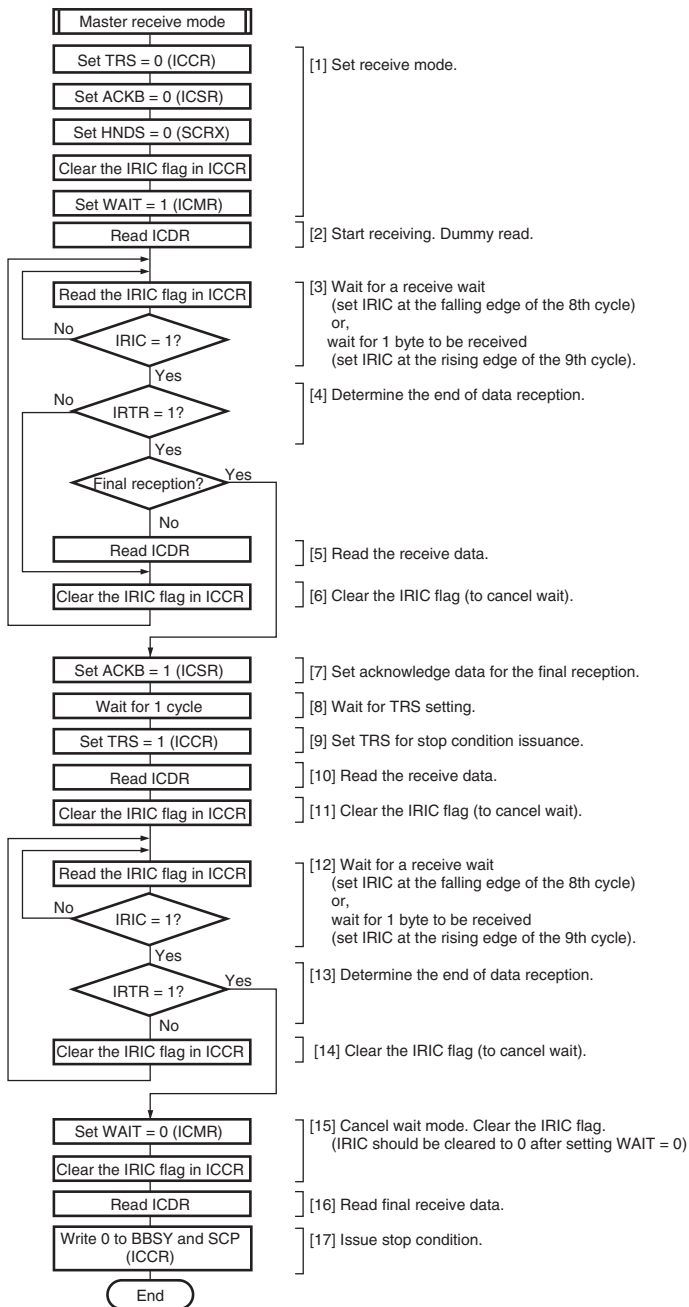 Master receive mode
Set TRS = 0 (ICCR)
[1] Set receive mode.
Set ACKB = 0 (ICSR)
Set HNDS = 0 (SCRX)
Clear the IRIC flag in ICCR
Set WAIT = 1 (ICMR)
Read ICDR
[2] Start receiving. Dummy read.
Read the IRIC flag in ICCR
[3] Wait for a receive wait
(set IRIC at the falling edge of the 8th cycle)
or,
wait for 1 byte to be received
(set IRIC at the rising edge of the 9th cycle).
No
IRIC = 1?
Yes
[4] Determine the end of data reception.
No
IRTR = 1?
Yes
Final reception?
Yes
No
Read ICDR
[5] Read the receive data.
Clear the IRIC flag in ICCR
[6] Clear the IRIC flag (to cancel wait).
Set ACKB = 1 (ICSR)
[7] Set acknowledge data for the final reception.
Wait for 1 cycle
[8] Wait for TRS setting.
Set TRS = 1 (ICCR)
[9] Set TRS for stop condition issuance.
Read ICDR
[10] Read the receive data.
Clear the IRIC flag in ICCR
[11] Clear the IRIC flag (to cancel wait).
Read the IRIC flag in ICCR
[12] Wait for a receive wait
(set IRIC at the falling edge of the 8th cycle)
or,
wait for 1 byte to be received
(set IRIC at the rising edge of the 9th cycle).
No
IRIC = 1?
Yes
[13] Determine the end of data reception.
IRTR = 1?
Yes
No
Clear the IRIC flag in ICCR
[14] Clear the IRIC flag (to cancel wait).
Set WAIT = 0 (ICMR)
[15] Cancel wait mode. Clear the IRIC flag.
(IRIC should be cleared to 0 after setting WAIT = 0)
Clear the IRIC flag in ICCR
Read ICDR
[16] Read final receive data.
Write 0 to BBSY and SCP
(ICCR)
[17] Issue stop condition.
End